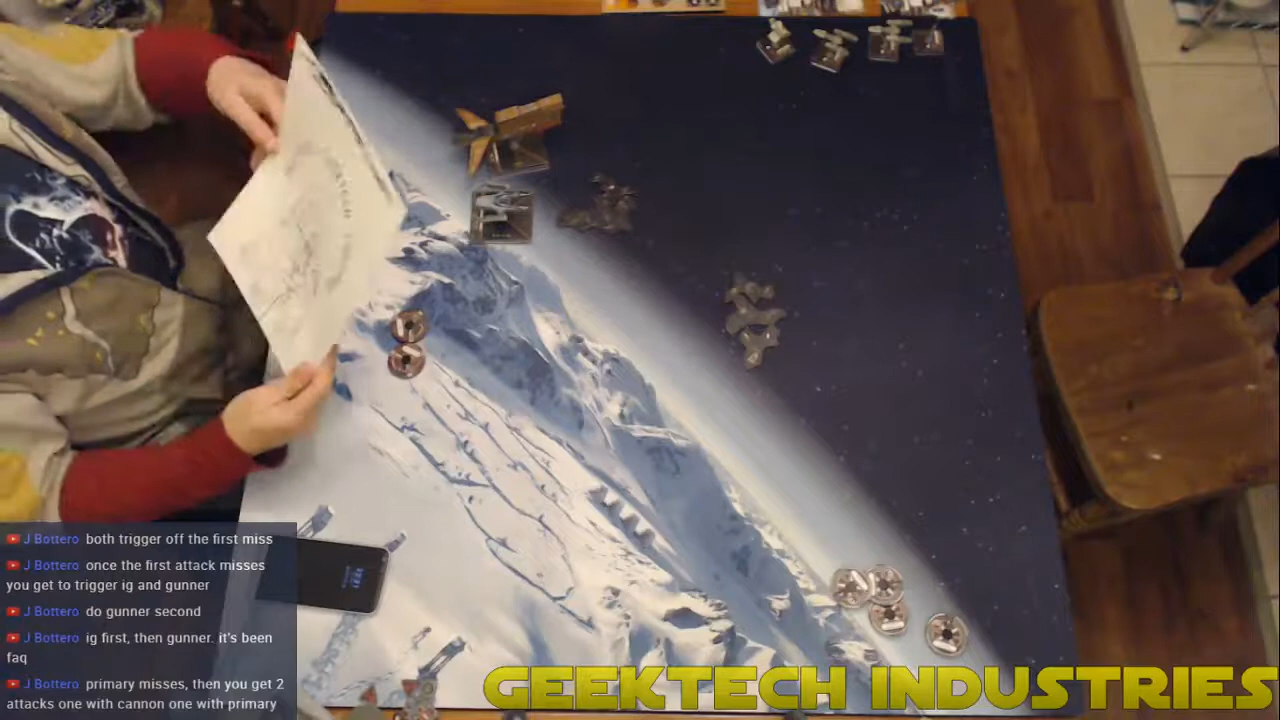 J Bottero both trigger off the first miss
J Bottero once the first attack misses
you get to trigger ig and gunner
J Bottero do gunner second
J Bottero ig first, then gunner. it's been
faq
J Bottero primary misses, then you get 2
attacks one with cannon one with primary
GEEKTECH INDUSTRIES